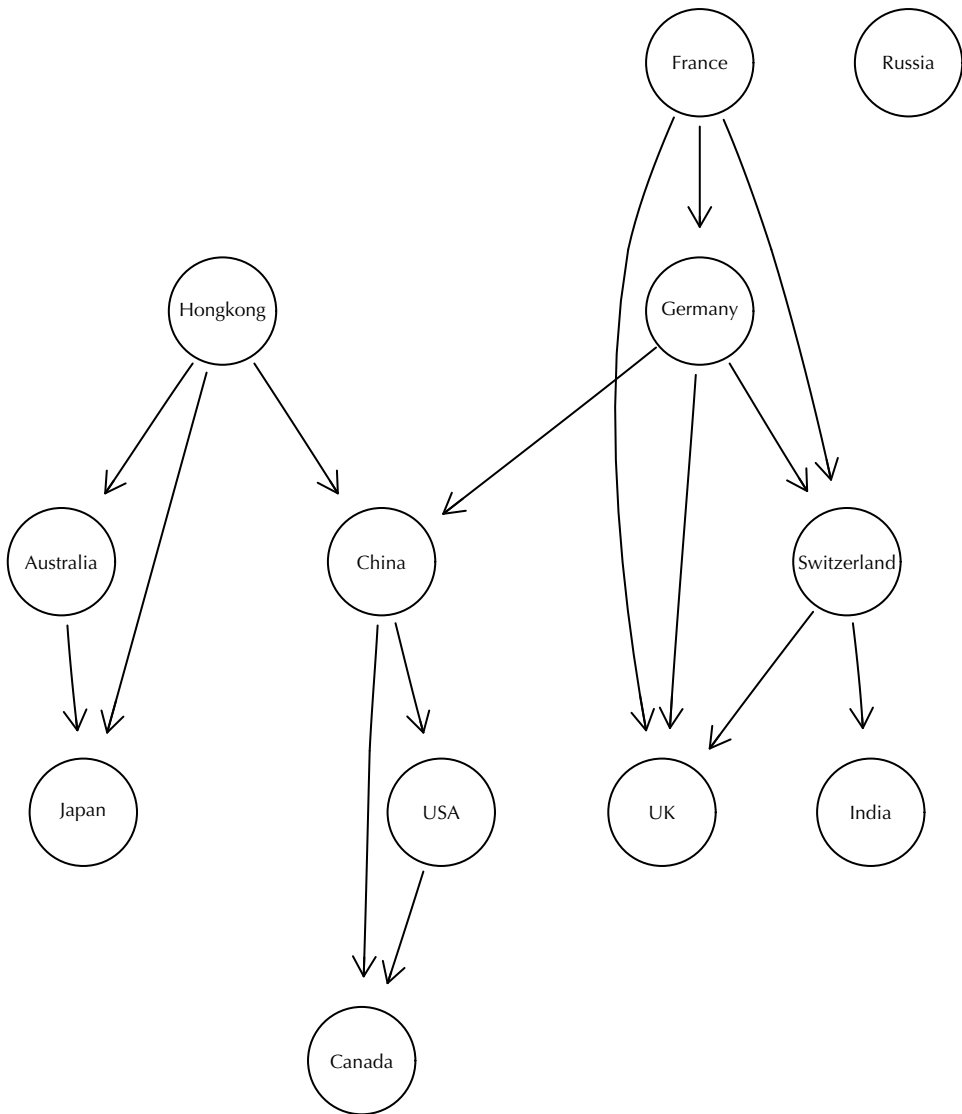 France
Russia
Hongkong
Germany
Australia
China
Switzerland
Japan
USA
UK
India
Canada